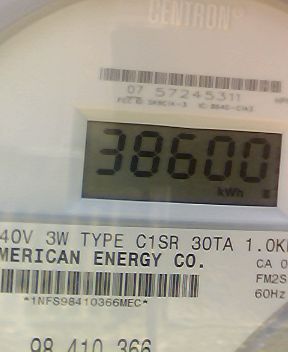 CENTRON®
07 57245311
38600
kWh
40V 3W TYPE C1SR 30TA 1.0K
MERICAN ENERGY CO.
CA 0
FM2S
60Hz
*1NFS98410366MEC*
98 410 366